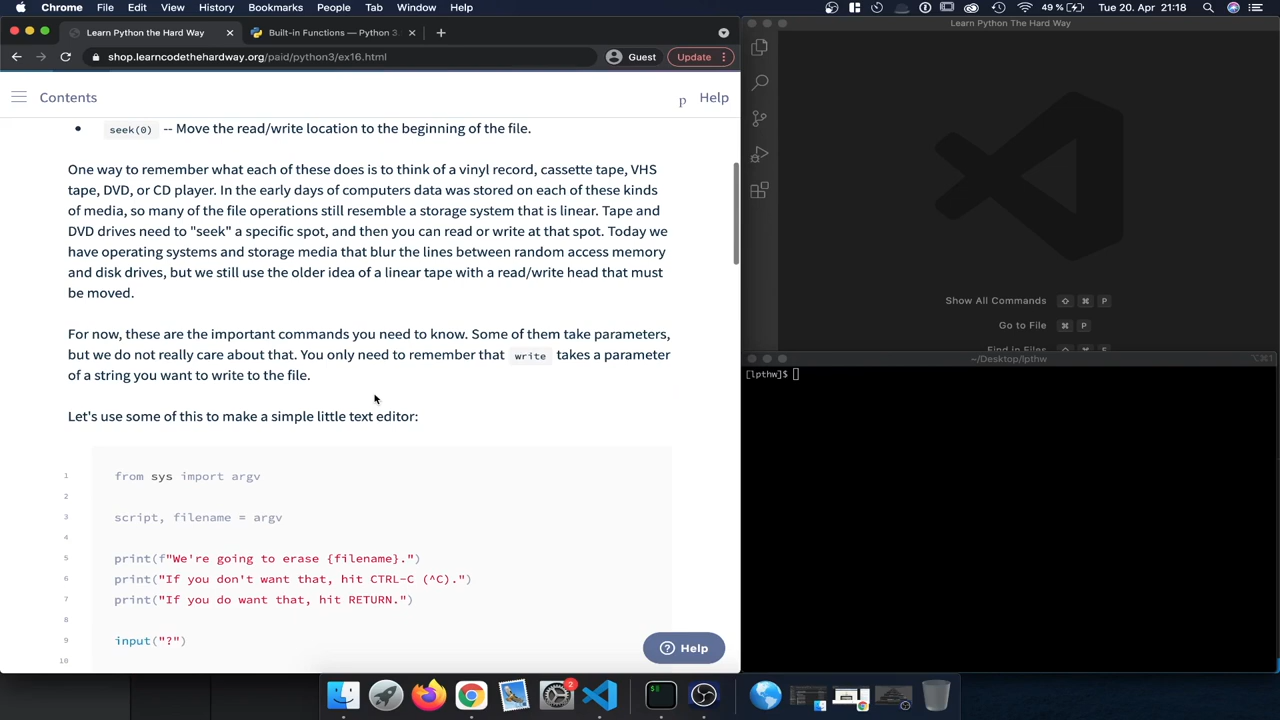 Chrome File Edit View History Bookmarks People Tab Window Help 49 % Tue 20. Apr 21:18
Learn Python the Hard Way
Built-in Functions — Python 3.
shop.learncodethehardway.org/paid/python3/ex16.html
Guest
Update
Contents
p Help
seek(0) -- Move the read/write location to the beginning of the file.
One way to remember what each of these does is to think of a vinyl record, cassette tape, VHS
tape, DVD, or CD player. In the early days of computers data was stored on each of these kinds
of media, so many of the file operations still resemble a storage system that is linear. Tape and
DVD drives need to "seek" a specific spot, and then you can read or write at that spot. Today we
have operating systems and storage media that blur the lines between random access memory
and disk drives, but we still use the older idea of a linear tape with a read/write head that must
be moved.
For now, these are the important commands you need to know. Some of them take parameters,
but we do not really care about that. You only need to remember that write takes a parameter
of a string you want to write to the file.
Let's use some of this to make a simple little text editor:
1 from sys import argv
2
3 script, filename = argv
4
5 print(f"We're going to erase {filename}.")
6 print("If you don't want that, hit CTRL-C (^C).")
7 print("If you do want that, hit RETURN.")
8
9 input("?")
10
Help
Learn Python The Hard Way
Show All Commands ⇧ ⌘ P
Go to File ⌘ P
Find in Files
~/Desktop/lpthw
⌥⌘1
[lpthw]$
2